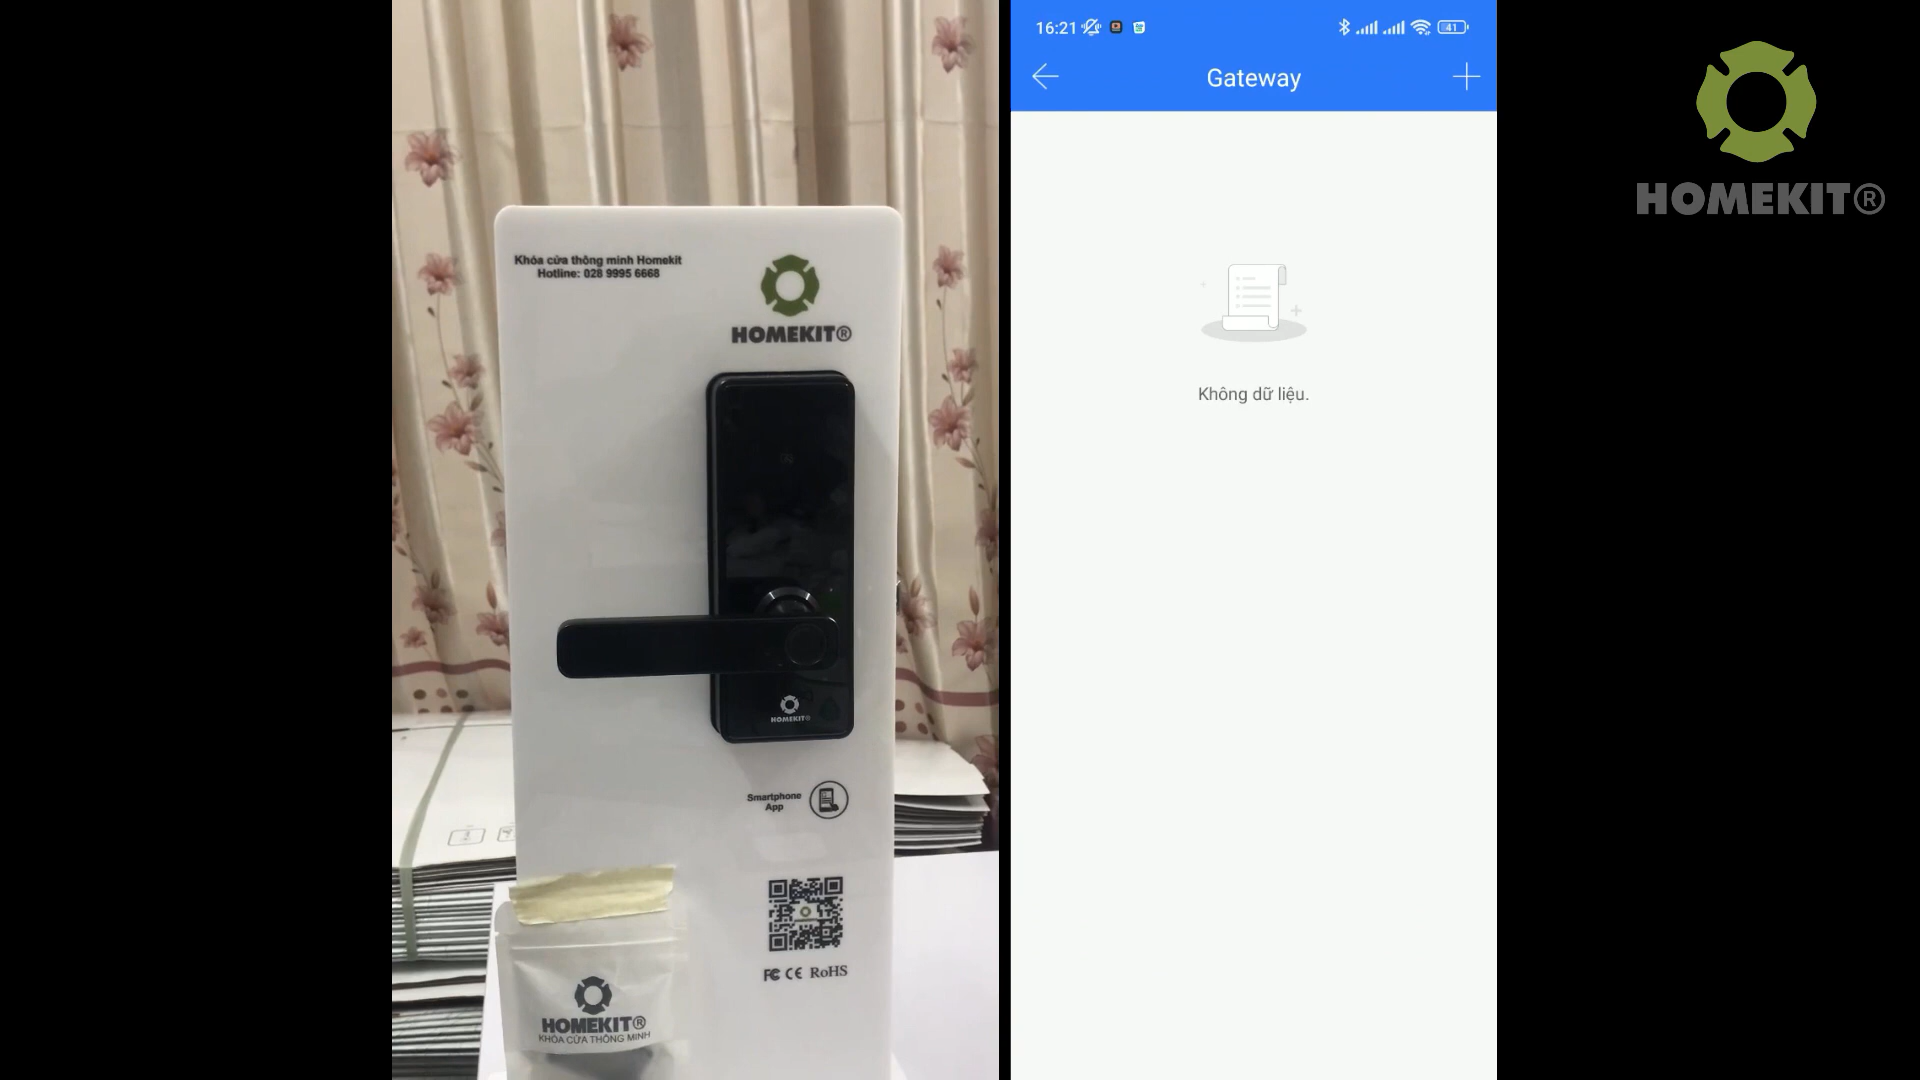 Khóa cửa thông minh Homekit
Hotline: 028 9995 6668
HOMEKIT®
HOMEKIT®
Smartphone
App
FC CE RoHS
HOMEKIT®
KHÓA CỬA THÔNG MINH
16:21
41
Gateway
Không dữ liệu.
HOMEKIT®